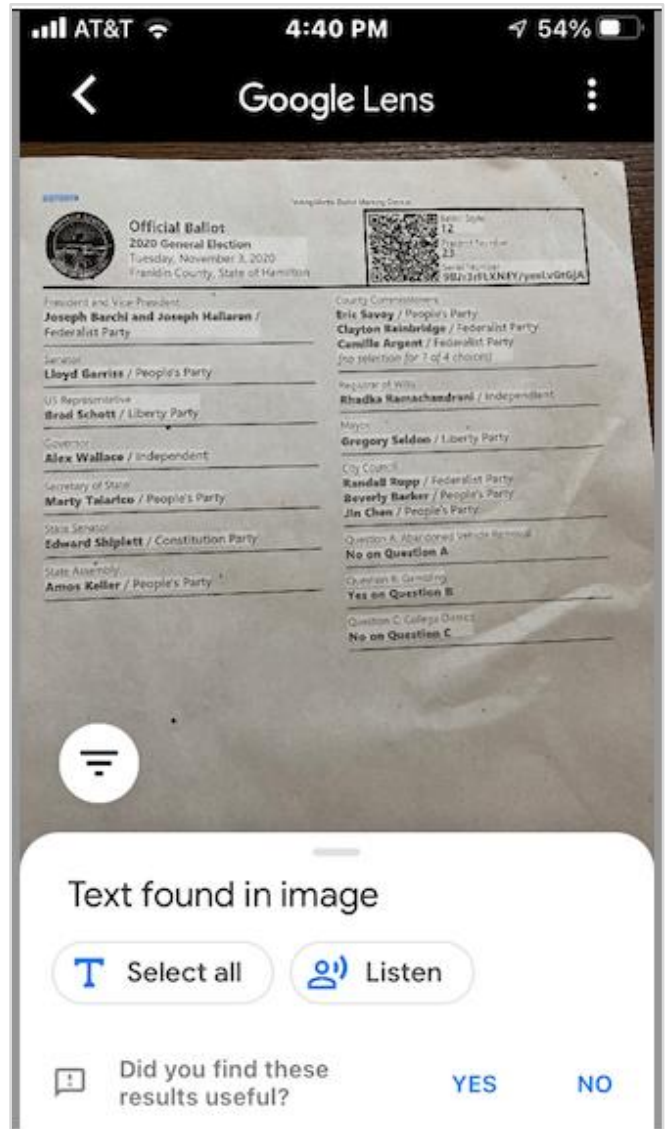 AT&T
4:40 PM
54%
Google Lens
VotingWorks Ballot Marking Device
Official Ballot
2020 General Election
Tuesday, November 3, 2020
Franklin County, State of Hamilton
Ballot Style
12
Precinct Number
23
Serial Number
President and Vice President
Joseph Barchi and Joseph Hallaren /
Federalist Party
Senator
Lloyd Garriss / People's Party
US Representative
Brad Schott / Liberty Party
Governor
Alex Wallace / Independent
Secretary of State
Marty Talarico / People's Party
State Senator
Edward Shiplett / Constitution Party
State Assembly
Amos Keller / People's Party
County Commissioners
Eric Savoy / People's Party
Clayton Bainbridge / Federalist Party
Camille Argent / Federalist Party
(no selection for 1 of 4 choices)
Registrar of Wills
Rhadka Ramachandrani / Independent
Mayor
Gregory Seldon / Liberty Party
City Council
Randall Rupp / Federalist Party
Beverly Barker / People's Party
Jin Chen / People's Party
Question A: Abandoned Vehicle Removal
No on Question A
Question B: Gambling
Yes on Question B
Question C: College
No on Question C
Text found in image
Select all
Listen
Did you find these
results useful?
YES
NO